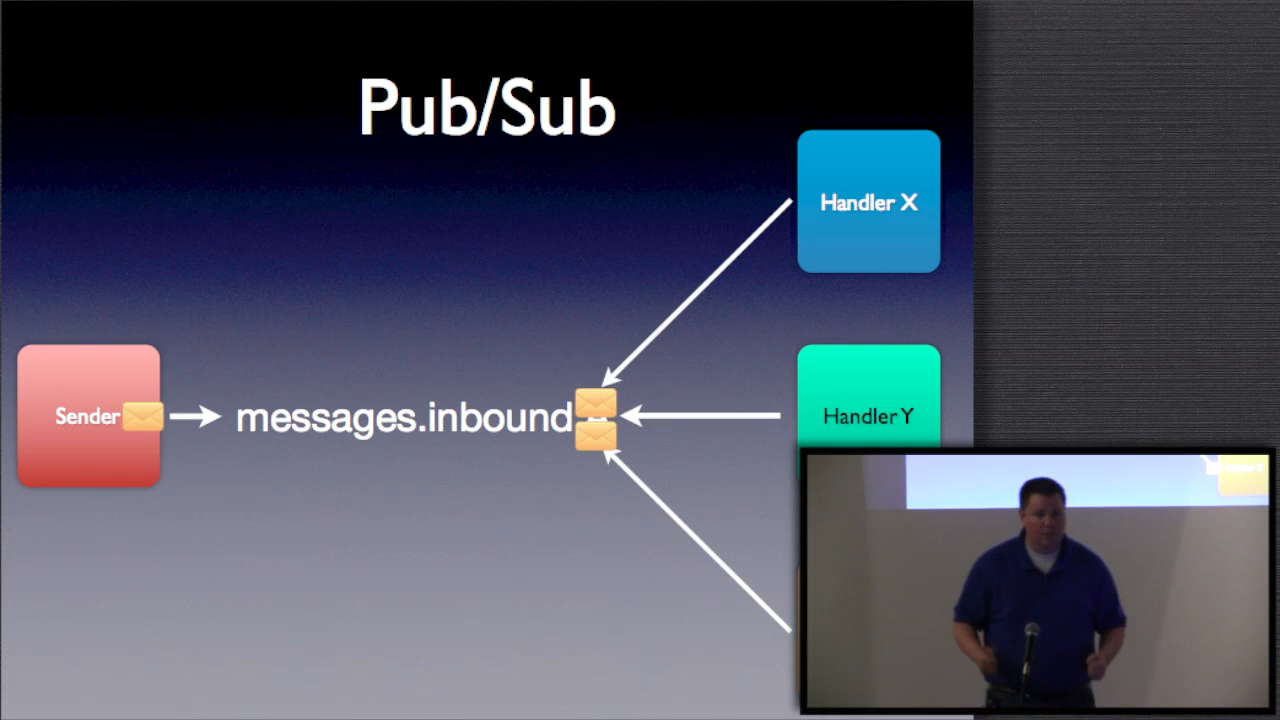 Pub/Sub
Handler X
Sender
messages.inbound
Handler Y